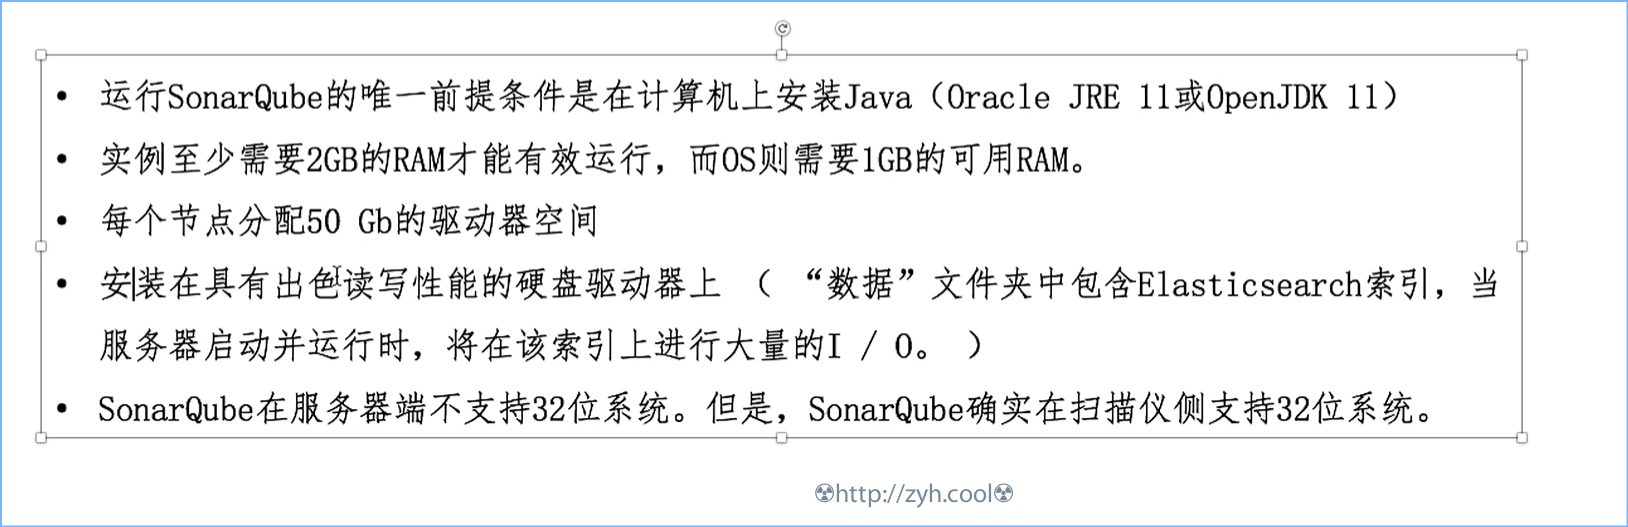 • 运行SonarQube的唯一前提条件是在计算机上安装Java（Oracle JRE 11或OpenJDK 11）
• 实例至少需要2GB的RAM才能有效运行，而OS则需要1GB的可用RAM。
• 每个节点分配50 Gb的驱动器空间
• 安装在具有出色读写性能的硬盘驱动器上 （ “数据”文件夹中包含Elasticsearch索引，当
服务器启动并运行时，将在该索引上进行大量的I / O。 ）
• SonarQube在服务器端不支持32位系统。但是，SonarQube确实在扫描仪侧支持32位系统。
☢http://zyh.cool☢